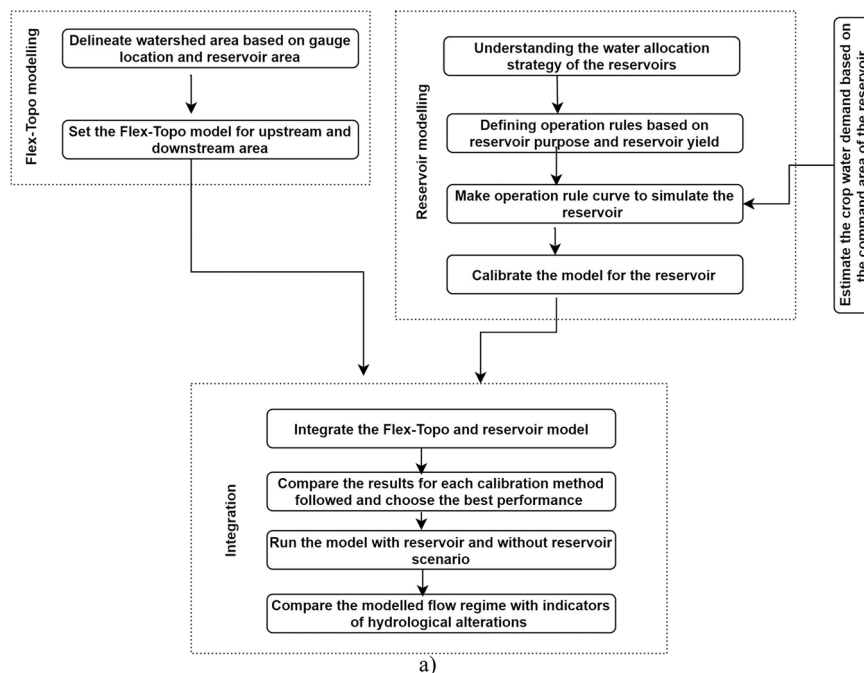 Flex-Topo modelling
Delineate watershed area based on gauge
location and reservoir area
Set the Flex-Topo model for upstream and
downstream area
Reservoir modelling
Understanding the water allocation
strategy of the reservoirs
Defining operation rules based on
reservoir purpose and reservoir yield
Make operation rule curve to simulate the
reservoir
Calibrate the model for the reservoir
Estimate the crop water demand based on
the command area of the reservoir
Integration
Integrate the Flex-Topo and reservoir model
Compare the results for each calibration method
followed and choose the best performance
Run the model with reservoir and without reservoir
scenario
Compare the modelled flow regime with indicators
of hydrological alterations
a)